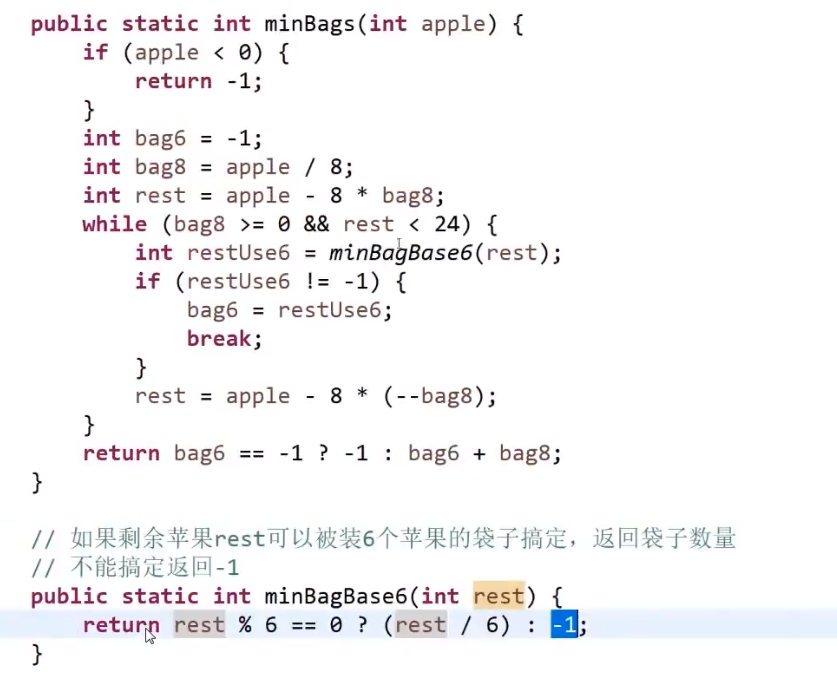 public static int minBags(int apple) {
    if (apple < 0) {
        return -1;
    }
    int bag6 = -1;
    int bag8 = apple / 8;
    int rest = apple - 8 * bag8;
    while (bag8 >= 0 && rest < 24) {
        int restUse6 = minBagBase6(rest);
        if (restUse6 != -1) {
            bag6 = restUse6;
            break;
        }
        rest = apple - 8 * (--bag8);
    }
    return bag6 == -1 ? -1 : bag6 + bag8;
}
// 如果剩余苹果rest可以被装6个苹果的袋子搞定，返回袋子数量
// 不能搞定返回-1
public static int minBagBase6(int rest) {
    return rest % 6 == 0 ? (rest / 6) : -1;
}